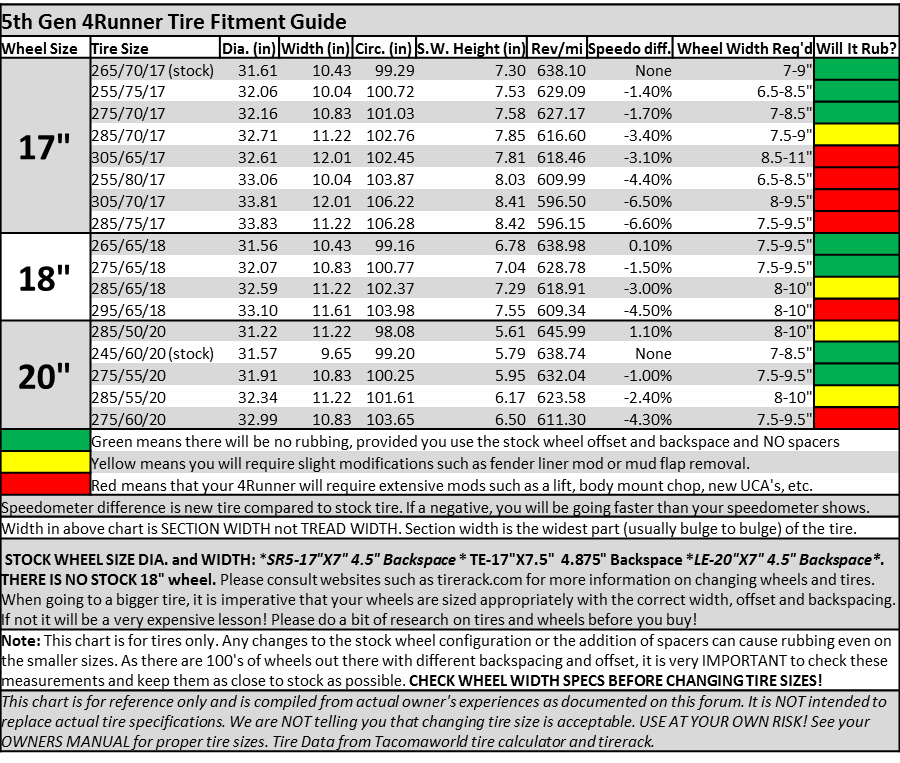 5th Gen 4Runner Tire Fitment Guide
Wheel Size Tire Size Dia. (in) Width (in) Circ. (in) S.W. Height (in) Rev/mi Speedo diff. Wheel Width Req'd Will It Rub?
265/70/17 (stock) 31.61 10.43 99.29 7.30 638.10 None 7-9"
255/75/17 32.06 10.04 100.72 7.53 629.09 -1.40% 6.5-8.5"
275/70/17 32.16 10.83 101.03 7.58 627.17 -1.70% 7-8.5"
285/70/17 32.71 11.22 102.76 7.85 616.60 -3.40% 7.5-9"
17"
305/65/17 32.61 12.01 102.45 7.81 618.46 -3.10% 8.5-11"
255/80/17 33.06 10.04 103.87 8.03 609.99 -4.40% 6.5-8.5"
305/70/17 33.81 12.01 106.22 8.41 596.50 -6.50% 8-9.5"
285/75/17 33.83 11.22 106.28 8.42 596.15 -6.60% 7.5-9.5"
265/65/18 31.56 10.43 99.16 6.78 638.98 0.10% 7.5-9.5"
275/65/18 32.07 10.83 100.77 7.04 628.78 -1.50% 7.5-9.5"
18"
285/65/18 32.59 11.22 102.37 7.29 618.91 -3.00% 8-10"
295/65/18 33.10 11.61 103.98 7.55 609.34 -4.50% 8-10"
285/50/20 31.22 11.22 98.08 5.61 645.99 1.10% 8-10"
245/60/20 (stock) 31.57 9.65 99.20 5.79 638.74 None 7-8.5"
20"
275/55/20 31.91 10.83 100.25 5.95 632.04 -1.00% 7.5-9.5"
285/55/20 32.34 11.22 101.61 6.17 623.58 -2.40% 8-10"
275/60/20 32.99 10.83 103.65 6.50 611.30 -4.30% 7.5-9.5"
Green means there will be no rubbing, provided you use the stock wheel offset and backspace and NO spacers
Yellow means you will require slight modifications such as fender liner mod or mud flap removal.
Red means that your 4Runner will require extensive mods such as a lift, body mount chop, new UCA's, etc.
Speedometer difference is new tire compared to stock tire. If a negative, you will be going faster than your speedometer shows.
Width in above chart is SECTION WIDTH not TREAD WIDTH. Section width is the widest part (usually bulge to bulge) of the tire.
STOCK WHEEL SIZE DIA. and WIDTH: *SR5-17"X7" 4.5" Backspace * TE-17"X7.5" 4.875" Backspace *LE-20"X7" 4.5" Backspace*.
THERE IS NO STOCK 18" wheel. Please consult websites such as tirerack.com for more information on changing wheels and tires.
When going to a bigger tire, it is imperative that your wheels are sized appropriately with the correct width, offset and backspacing.
If not it will be a very expensive lesson! Please do a bit of research on tires and wheels before you buy!
Note: This chart is for tires only. Any changes to the stock wheel configuration or the addition of spacers can cause rubbing even on
the smaller sizes. As there are 100's of wheels out there with different backspacing and offset, it is very IMPORTANT to check these
measurements and keep them as close to stock as possible. CHECK WHEEL WIDTH SPECS BEFORE CHANGING TIRE SIZES!
This chart is for reference only and is compiled from actual owner's experiences as documented on this forum. It is NOT intended to
replace actual tire specifications. We are NOT telling you that changing tire size is acceptable. USE AT YOUR OWN RISK! See your
OWNERS MANUAL for proper tire sizes. Tire Data from Tacomaworld tire calculator and tirerack.